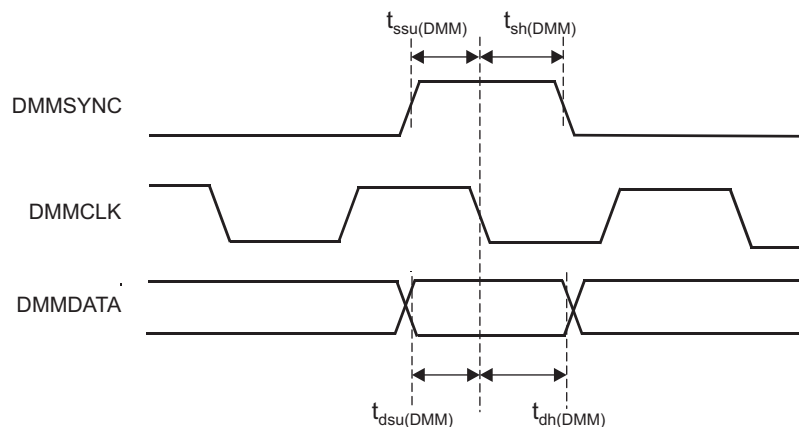 tssu(DMM) tsh(DMM)
DMMSYNC
DMMCLK
DMMDATA
tdsu(DMM) tdh(DMM)